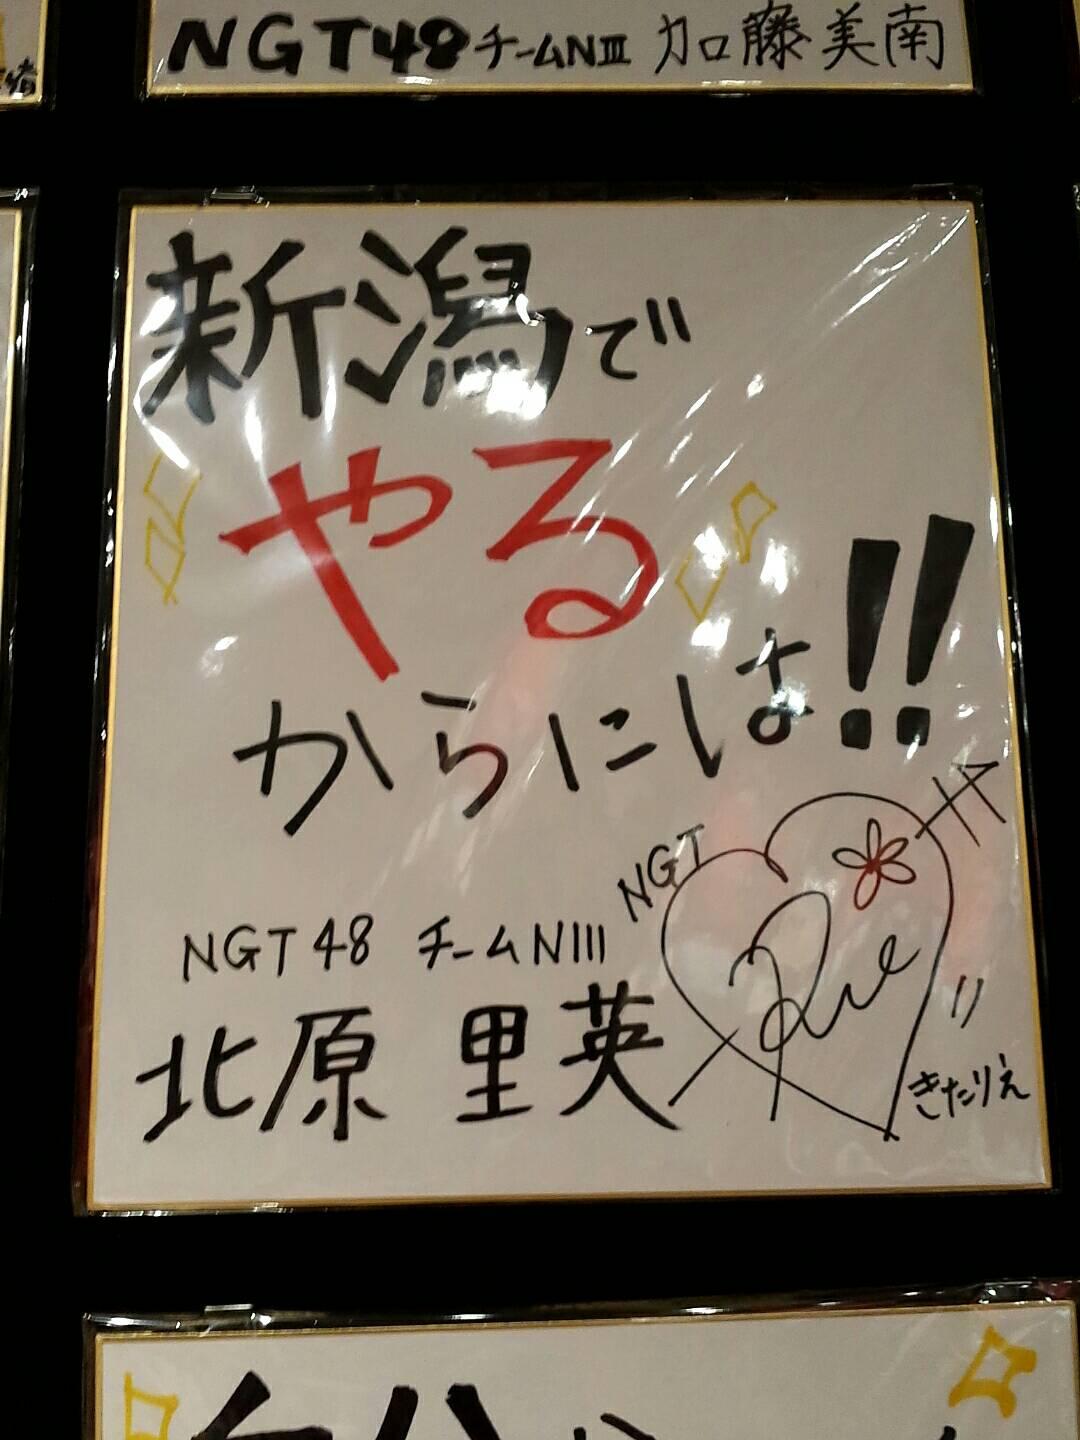 NGT48 チームNIII 加藤美南
新潟で
やる
からには!!
NGT
Rie
NGT48 チームNIII
北原 里英
きたりえ